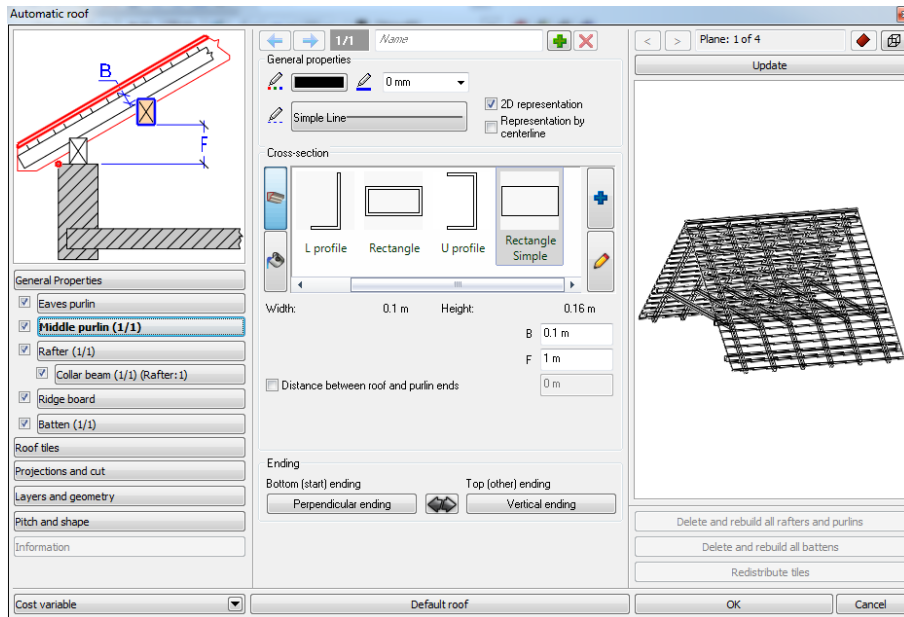 Automatic roof
B
F
General Properties
Eaves purlin
Middle purlin (1/1)
Rafter (1/1)
Collar beam (1/1) (Rafter:1)
Ridge board
Batten (1/1)
Roof tiles
Projections and cut
Layers and geometry
Pitch and shape
Information
Cost variable
1/1
Name
General properties
0 mm
2D representation
Simple Line
Representation by
centerline
Cross-section
L profile
Rectangle
U profile
Rectangle
Simple
Width: 0.1 m Height: 0.16 m
B 0.1 m
F 1 m
Distance between roof and purlin ends 0 m
Ending
Bottom (start) ending Top (other) ending
Perpendicular ending Vertical ending
Default roof
< > Plane: 1 of 4
Update
Delete and rebuild all rafters and purlins
Delete and rebuild all battens
Redistribute tiles
OK Cancel